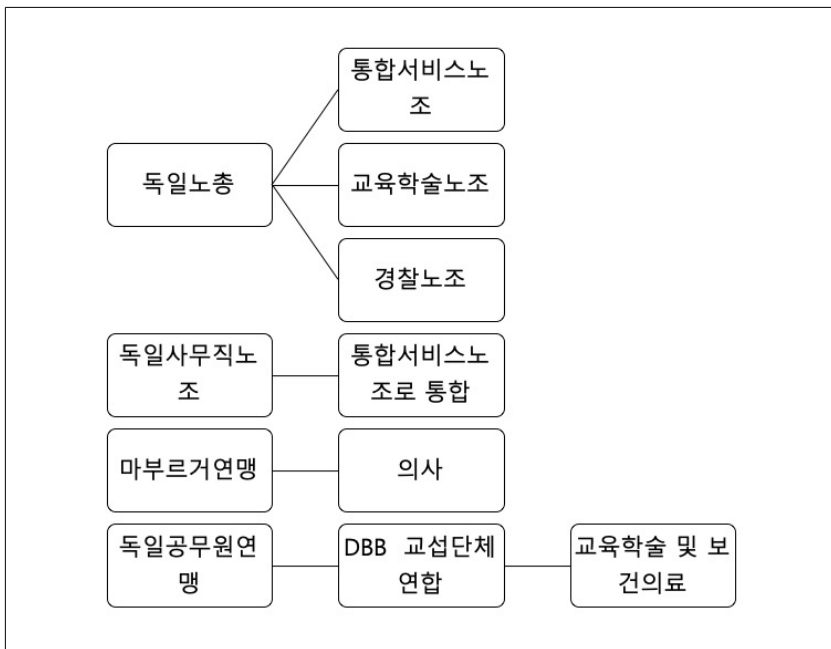 통합서비스노
조
독일노총
교육학술노조
경찰노조
독일사무직노
조
통합서비스노
조로 통합
마부르거연맹
의사
독일공무원연
맹
DBB 교섭단체
연합
교육학술 및 보
건의료